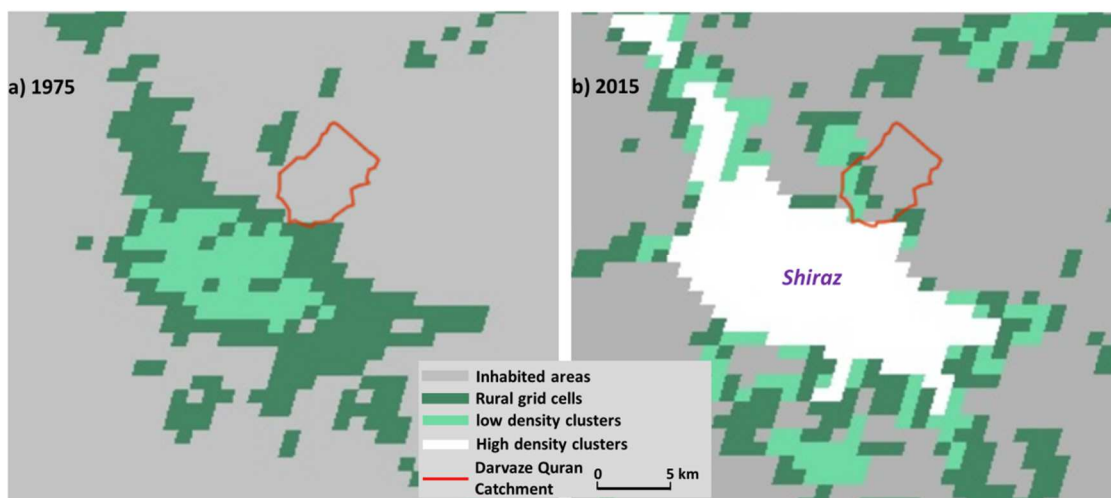 a) 1975
b) 2015
Shiraz
Inhabited areas
Rural grid cells
low density clusters
High density clusters
Darvaze Quran
Catchment
0 5 km